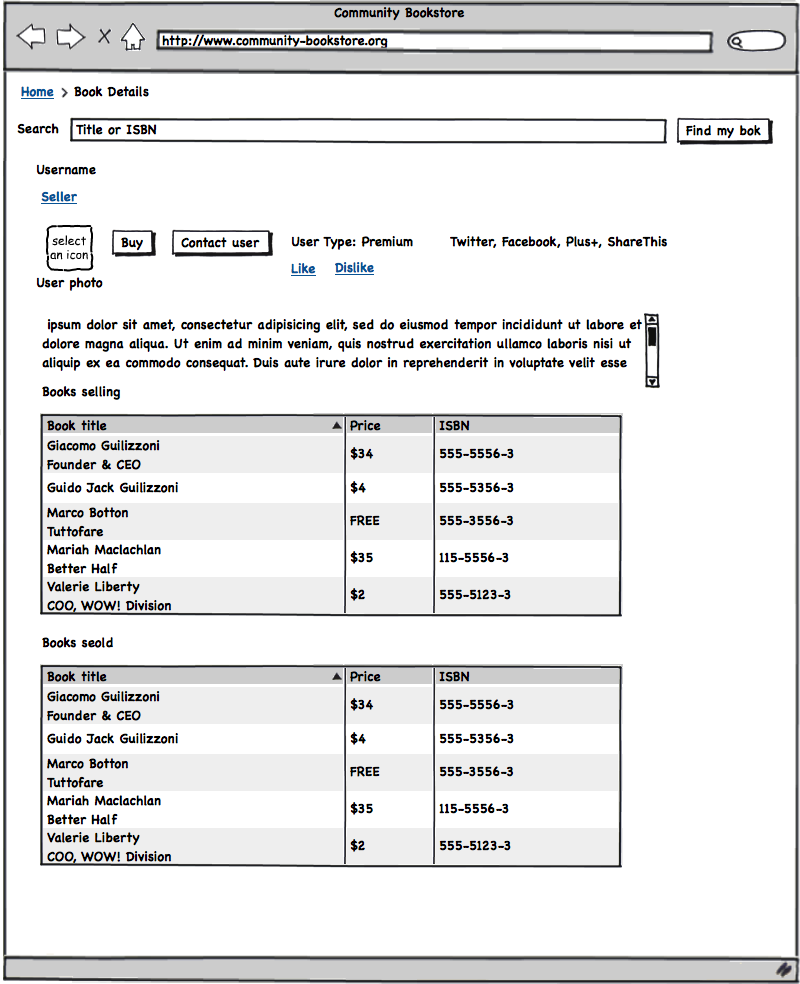 Community Bookstore
http://www.community-bookstore.org
Home > Book Details
Search Title or ISBN Find my bok
Username
Seller
select
an icon
Buy Contact user User Type: Premium Twitter, Facebook, Plus+, ShareThis
Like Dislike
User photo
ipsum dolor sit amet, consectetur adipisicing elit, sed do eiusmod tempor incididunt ut labore et
dolore magna aliqua. Ut enim ad minim veniam, quis nostrud exercitation ullamco laboris nisi ut
aliquip ex ea commodo consequat. Duis aute irure dolor in reprehenderit in voluptate velit esse
Books selling
Book title Price ISBN
Giacomo Guilizzoni
Founder & CEO $34 555-5556-3
Guido Jack Guilizzoni $4 555-5356-3
Marco Botton
Tuttofare FREE 555-3556-3
Mariah Maclachlan
Better Half $35 115-5556-3
Valerie Liberty
COO, WOW! Division $2 555-5123-3
Books seold
Book title Price ISBN
Giacomo Guilizzoni
Founder & CEO $34 555-5556-3
Guido Jack Guilizzoni $4 555-5356-3
Marco Botton
Tuttofare FREE 555-3556-3
Mariah Maclachlan
Better Half $35 115-5556-3
Valerie Liberty
COO, WOW! Division $2 555-5123-3